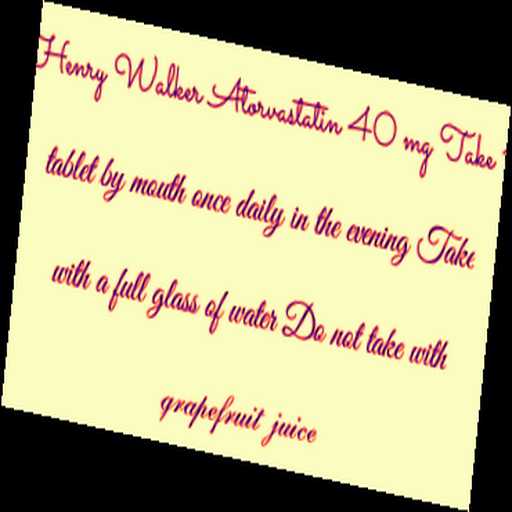 Henry Walker Atorvastatin 40 mg Take
tablet by mouth once daily in the evening Take
with a full glass of water Do not take with
grapefruit juice